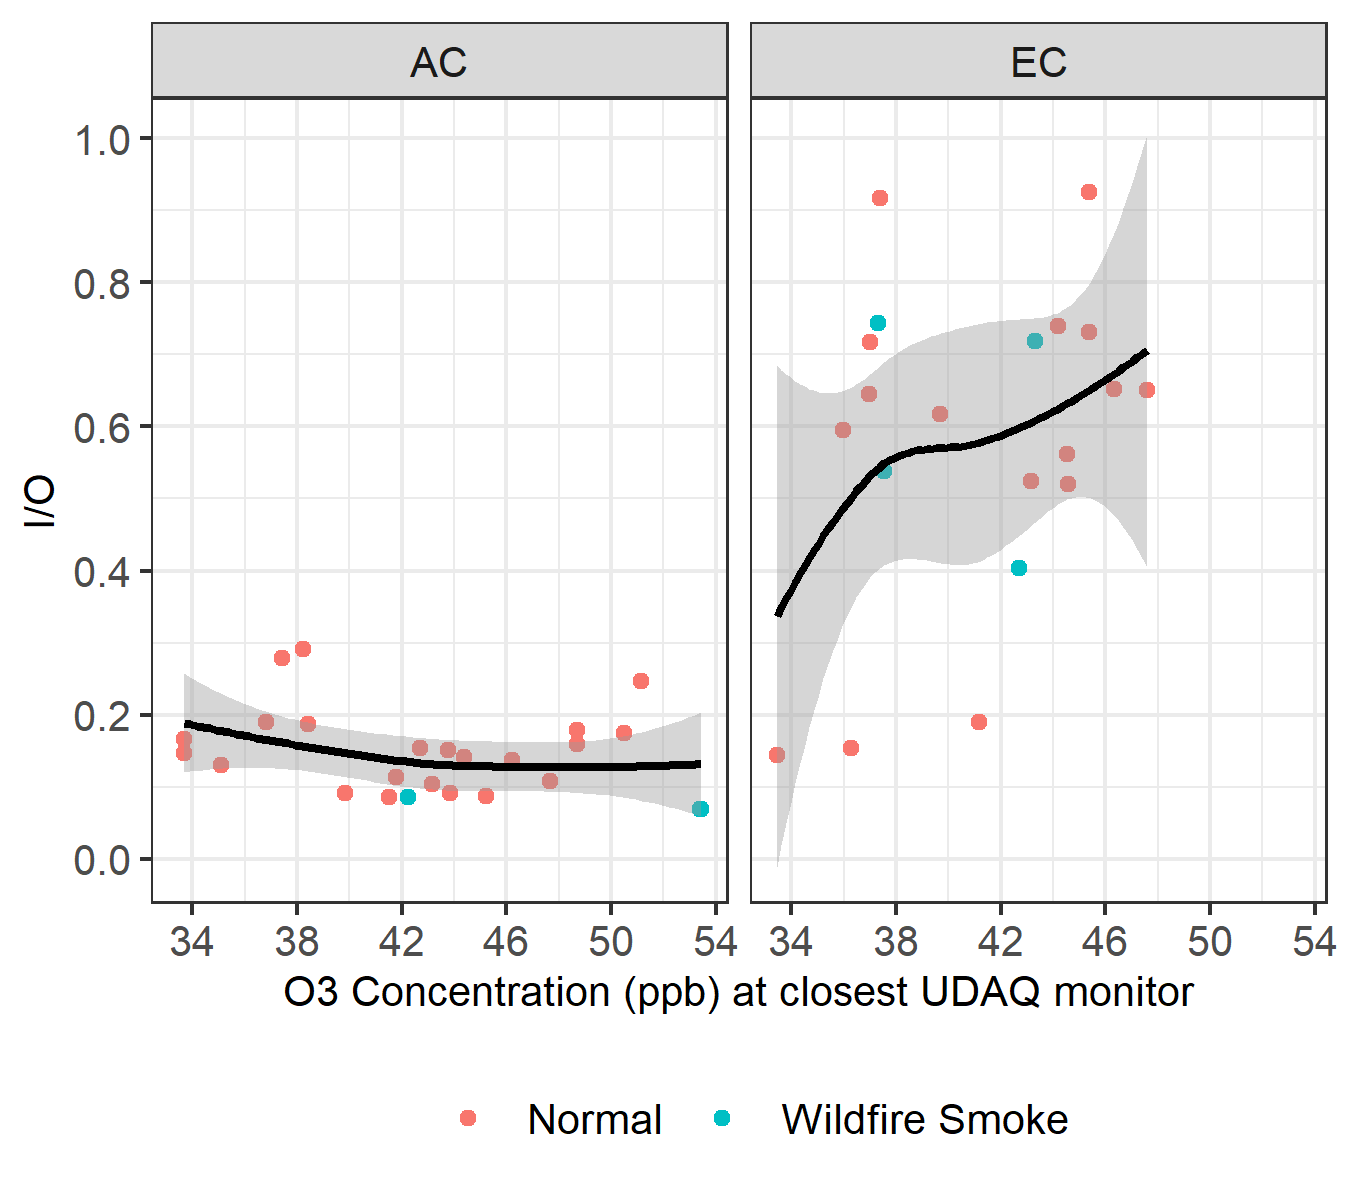 AC
EC
1.0
0.8
0.6
0.4
0.2
0.0
I/O
34 38 42 46 50 54
34 38 42 46 50 54
O3 Concentration (ppb) at closest UDAQ monitor
Normal
Wildfire Smoke